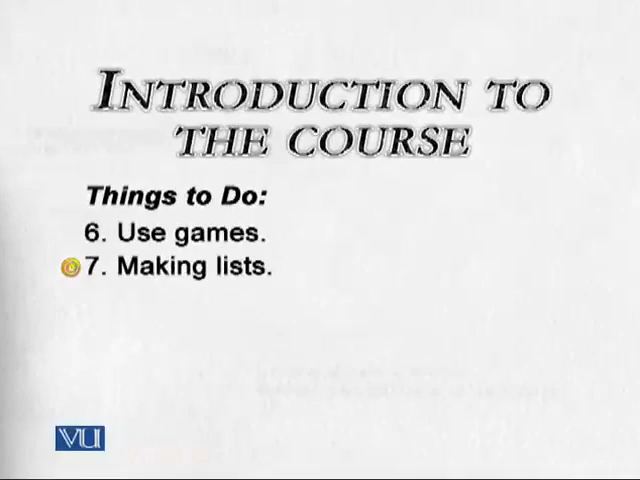 INTRODUCTION TO
THE COURSE
Things to Do:
6. Use games.
7. Making lists.
VU